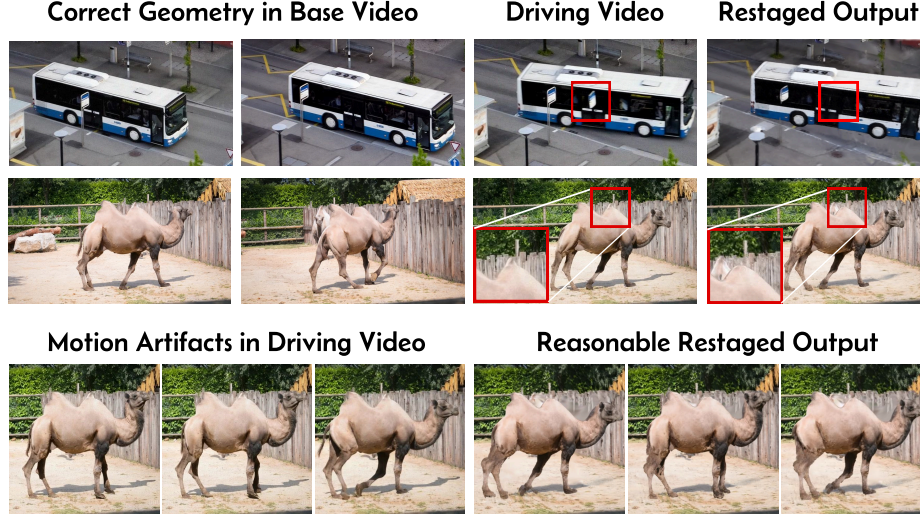 Correct Geometry in Base Video
Driving Video
Restaged Output
Motion Artifacts in Driving Video
Reasonable Restaged Output